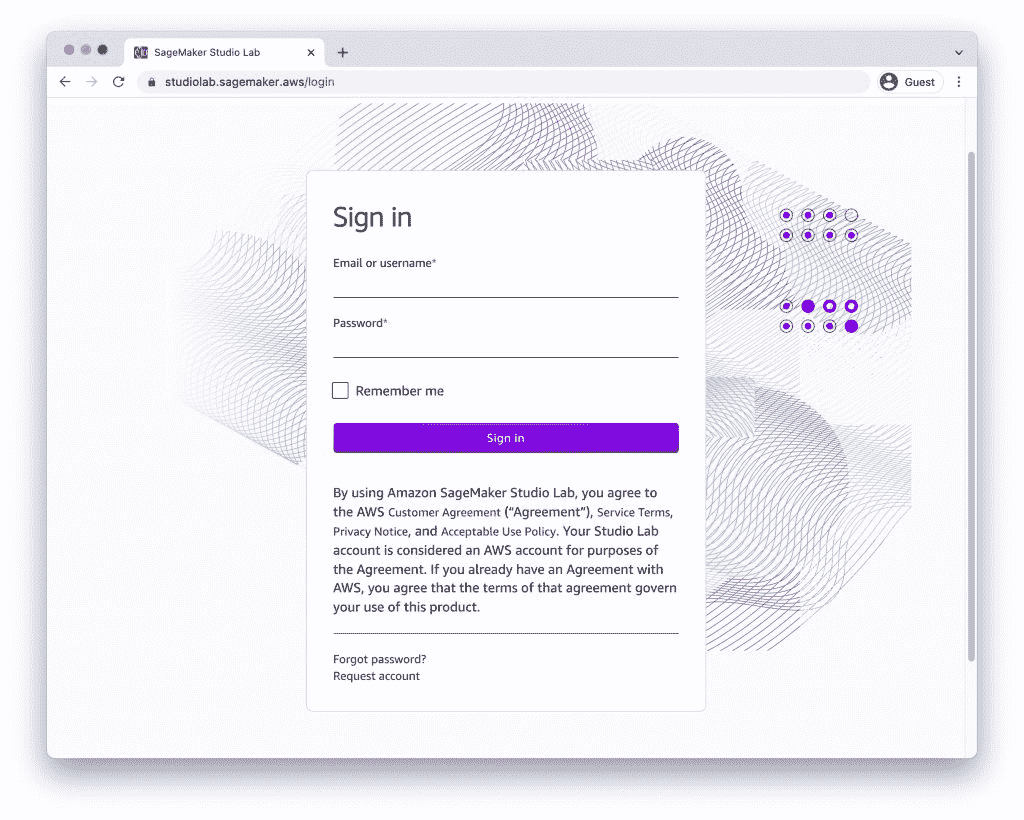 SageMaker Studio Lab
studiolab.sagemaker.aws/login
Guest
Sign in
Email or username*
Password*
Remember me
Sign in
By using Amazon SageMaker Studio Lab, you agree to
the AWS Customer Agreement (“Agreement”), Service Terms,
Privacy Notice, and Acceptable Use Policy. Your Studio Lab
account is considered an AWS account for purposes of
the Agreement. If you already have an Agreement with
AWS, you agree that the terms of that agreement govern
your use of this product.
Forgot password?
Request account